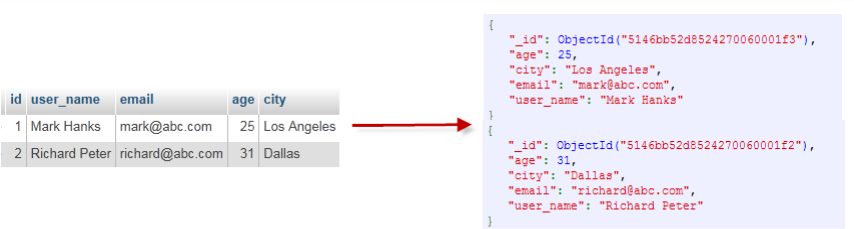 id user_name email age city
1 Mark Hanks mark@abc.com 25 Los Angeles
2 Richard Peter richard@abc.com 31 Dallas
{
"_id": ObjectId("5146bb52d8524270060001f3"),
"age": 25,
"city": "Los Angeles",
"email": "mark@abc.com",
"user_name": "Mark Hanks"
}
{
"_id": ObjectId("5146bb52d8524270060001f2"),
"age": 31,
"city": "Dallas",
"email": "richard@abc.com",
"user_name": "Richard Peter"
}